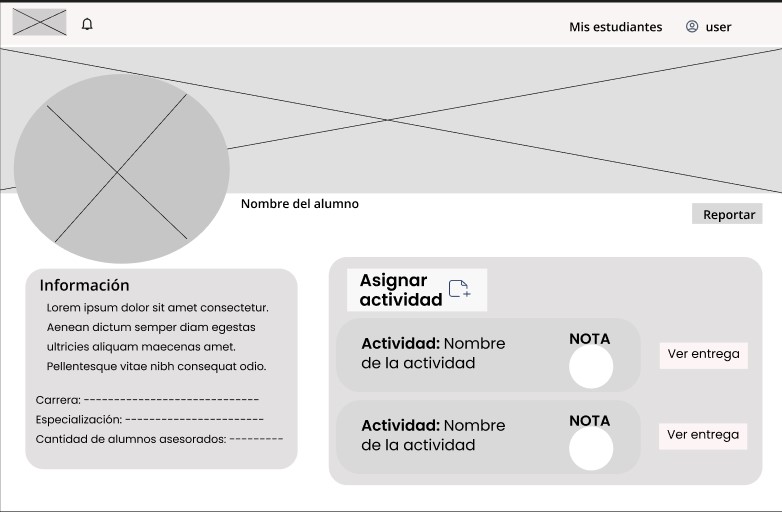 Mis estudiantes
user
Nombre del alumno
Reportar
Información
Lorem ipsum dolor sit amet consectetur.
Aenean dictum semper diam egestas
ultricies aliquam maecenas amet.
Pellentesque vitae nibh consequat odio.
Carrera: ----------------------------
Especialización: ----------------------
Cantidad de alumnos asesorados: ---------
Asignar
actividad
Actividad: Nombre
de la actividad
NOTA
Ver entrega
Actividad: Nombre
de la actividad
NOTA
Ver entrega